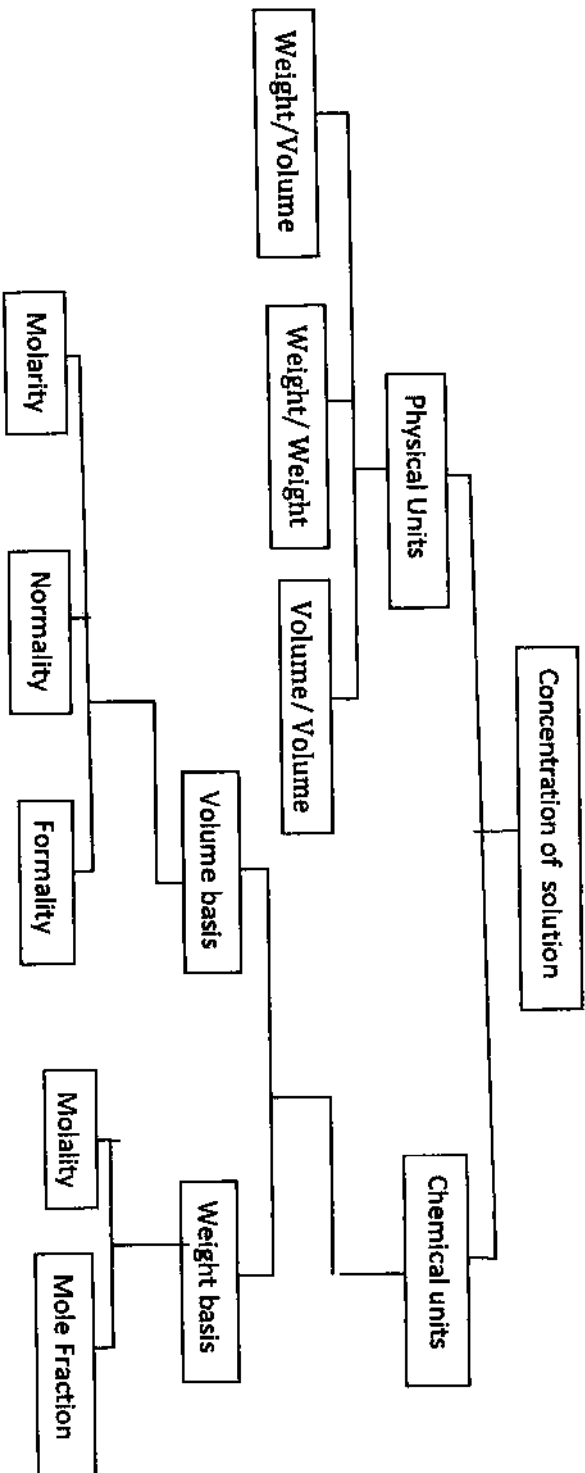 Concentration of solution
Physical Units
Chemical units
Weight/Volume
Weight/ Weight
Volume/ Volume
Volume basis
Weight basis
Molarity
Normality
Formality
Molality
Mole Fraction